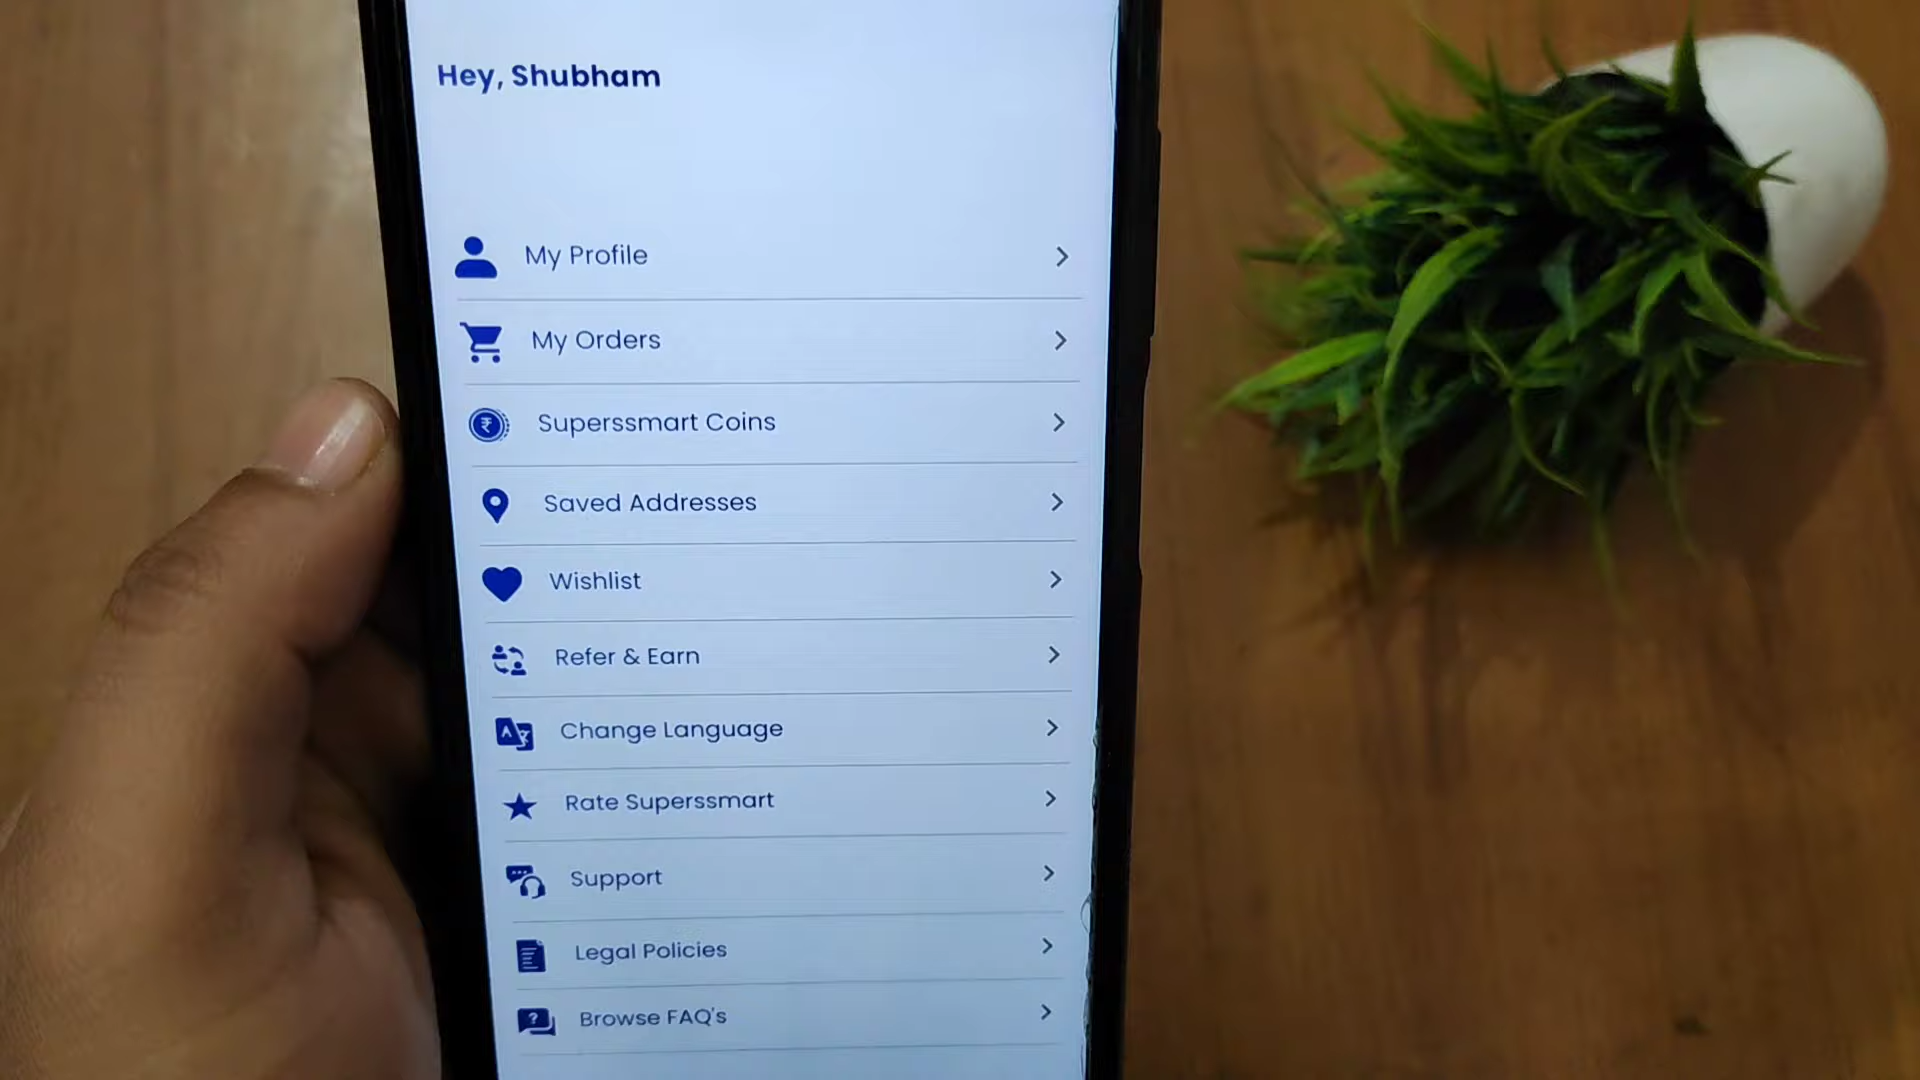 Hey, Shubham
My Profile
My Orders
Superssmart Coins
Saved Addresses
Wishlist
Refer & Earn
Change Language
Rate Superssmart
Support
Legal Policies
Browse FAQ's